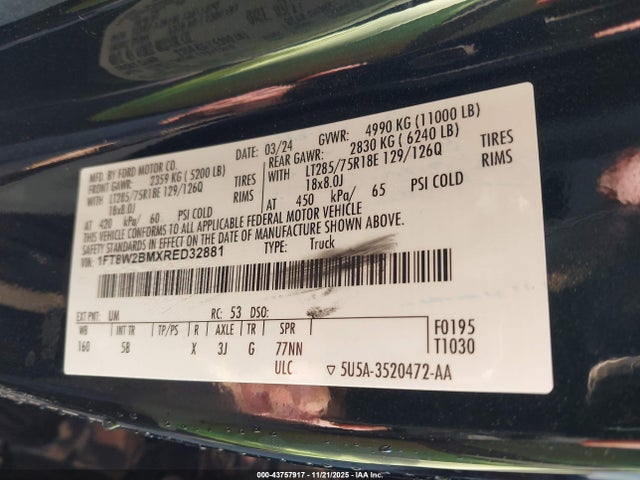 MFD. BY FORD MOTOR CO.
DATE: 03/24 GVWR: 4990 KG (11000 LB)
FRONT GAWR: 2359 KG ( 5200 LB) REAR GAWR: 2830 KG ( 6240 LB)
WITH LT285/75R18E 129/126Q TIRES WITH LT285/75R18E 129/126Q TIRES
18x8.0J RIMS 18x8.0J RIMS
AT 420 kPa/ 60 PSI COLD AT 450 kPa/ 65 PSI COLD
THIS VEHICLE CONFORMS TO ALL APPLICABLE FEDERAL MOTOR VEHICLE
SAFETY STANDARDS IN EFFECT ON THE DATE OF MANUFACTURE SHOWN ABOVE.
VIN: 1FT8W2BMXRED32881 TYPE: Truck
EXT PNT: UM RC: 53 DSO:
WB INT TR TP/PS R AXLE TR SPR F0195
160 5B X 3J G 77NN T1030
ULC ▽ 5U5A-3520472-AA
000-43757917 - 11/21/2025 - IAAI.COM